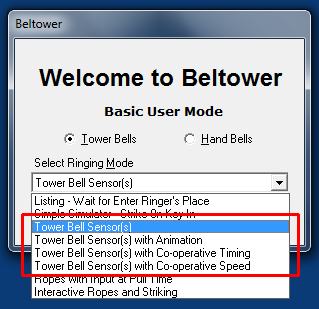 Beltower
Welcome to Beltower
Basic User Mode
Tower Bells Hand Bells
Select Ringing Mode
Tower Bell Sensor(s)
Listing - Wait for Enter Ringer's Place
Simple Simulator - Strike On Key In
Tower Bell Sensor(s)
Tower Bell Sensor(s) with Animation
Tower Bell Sensor(s) with Co-operative Timing
Tower Bell Sensor(s) with Co-operative Speed
Ropes with Input at Pull Time
Interactive Ropes and Striking